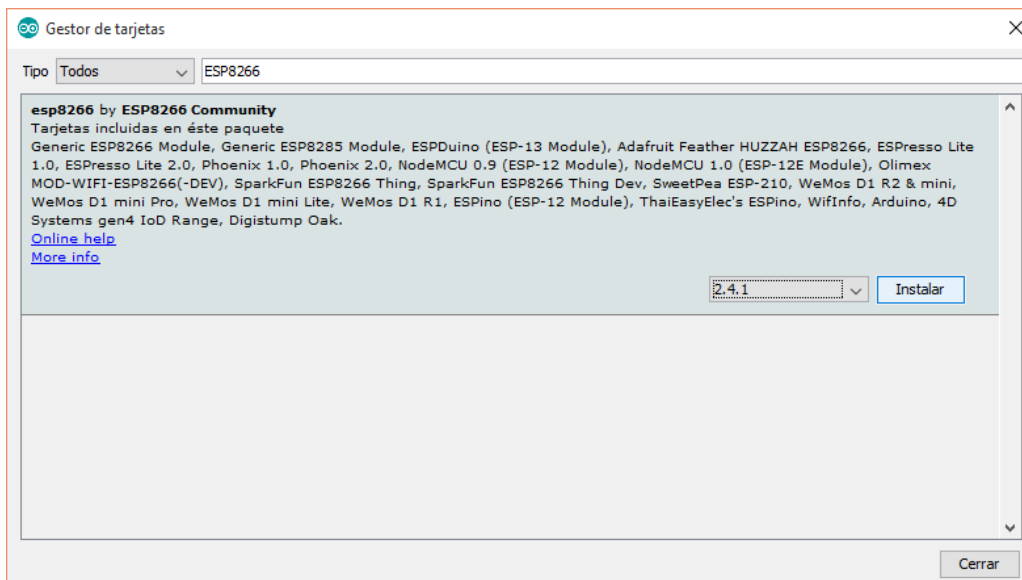 Gestor de tarjetas
Tipo Todos ESP8266
esp8266 by ESP8266 Community
Tarjetas incluidas en éste paquete
Generic ESP8266 Module, Generic ESP8285 Module, ESPDuino (ESP-13 Module), Adafruit Feather HUZZAH ESP8266, ESPresso Lite
1.0, ESPresso Lite 2.0, Phoenix 1.0, Phoenix 2.0, NodeMCU 0.9 (ESP-12 Module), NodeMCU 1.0 (ESP-12E Module), Olimex
MOD-WIFI-ESP8266(-DEV), SparkFun ESP8266 Thing, SparkFun ESP8266 Thing Dev, SweetPea ESP-210, WeMos D1 R2 & mini,
WeMos D1 mini Pro, WeMos D1 mini Lite, WeMos D1 R1, ESPino (ESP-12 Module), ThaiEasyElec's ESPino, WifInfo, Arduino, 4D
Systems gen4 IoD Range, Digistump Oak.
Online help
More info
2.4.1 Instalar
Cerrar